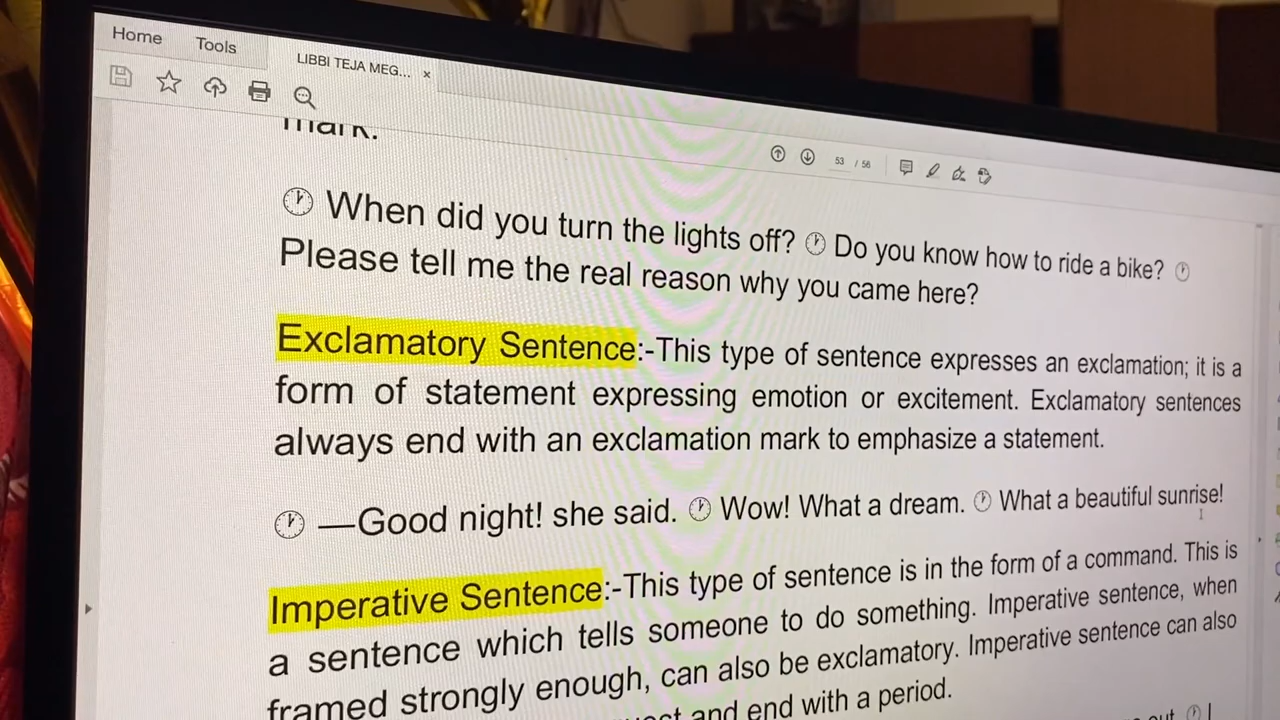 Home Tools LIBBI TEJA MEG... ×
53 / 56
mark.
🕐 When did you turn the lights off? 🕐 Do you know how to ride a bike? 🕐
Please tell me the real reason why you came here?
Exclamatory Sentence:-This type of sentence expresses an exclamation; it is a
form of statement expressing emotion or excitement. Exclamatory sentences
always end with an exclamation mark to emphasize a statement.
🕐 —Good night! she said. 🕐 Wow! What a dream. 🕐 What a beautiful sunrise!
Imperative Sentence:-This type of sentence is in the form of a command. This is
a sentence which tells someone to do something. Imperative sentence, when
framed strongly enough, can also be exclamatory. Imperative sentence can also
and end with a period.
out. 🕐 I